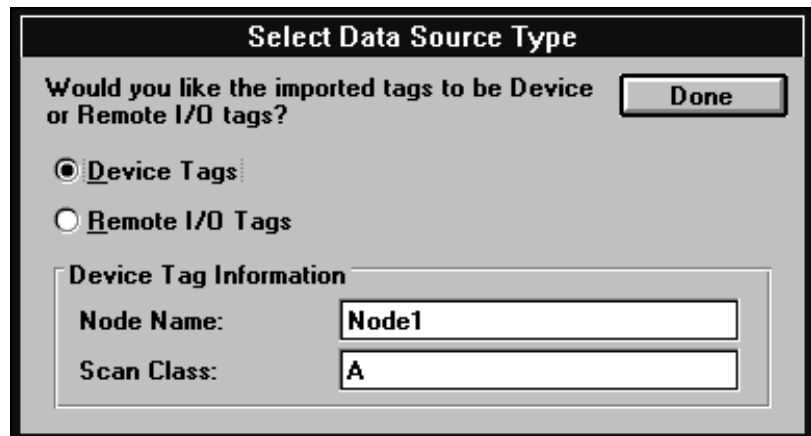 Select Data Source Type
Would you like the imported tags to be Device
or Remote I/O tags?
Done
Device Tags
Remote I/O Tags
Device Tag Information
Node Name: Node1
Scan Class: A